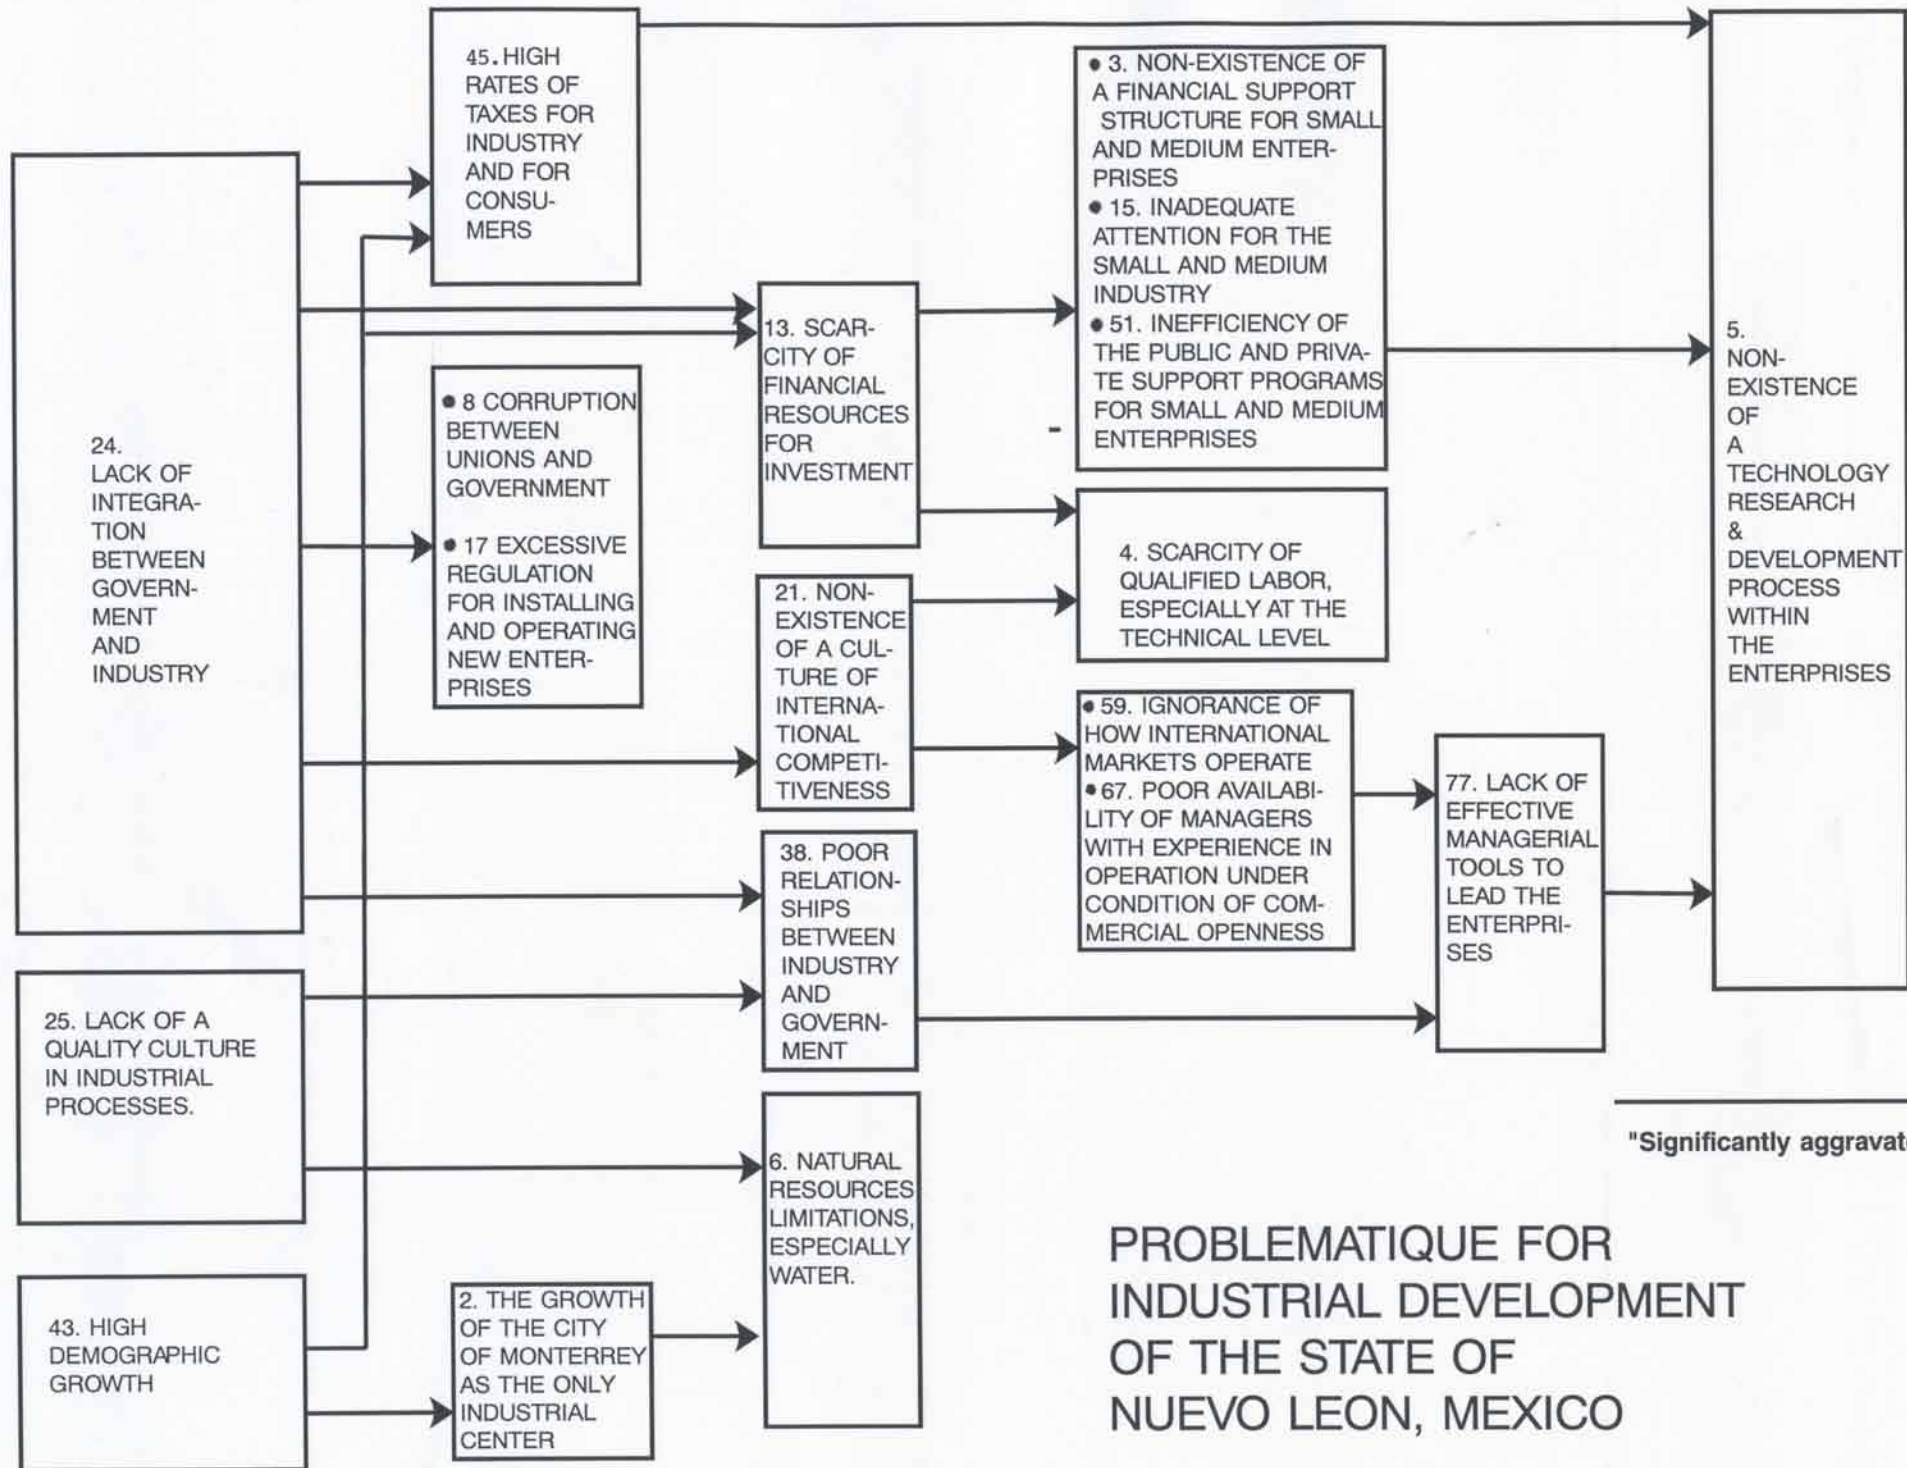 45. HIGH
RATES OF
TAXES FOR
INDUSTRY
AND FOR
CONSU-
MERS
● 3. NON-EXISTENCE OF
A FINANCIAL SUPPORT
STRUCTURE FOR SMALL
AND MEDIUM ENTER-
PRISES
● 15. INADEQUATE
ATTENTION FOR THE
SMALL AND MEDIUM
INDUSTRY
● 51. INEFFICIENCY OF
THE PUBLIC AND PRIVA-
TE SUPPORT PROGRAMS
FOR SMALL AND MEDIUM
ENTERPRISES
24.
LACK OF
INTEGRA-
TION
BETWEEN
GOVERN-
MENT
AND
INDUSTRY
13. SCAR-
CITY OF
FINANCIAL
RESOURCES
FOR
INVESTMENT
5.
NON-
EXISTENCE
OF
A
TECHNOLOGY
RESEARCH
&
DEVELOPMENT
PROCESS
WITHIN
THE
ENTERPRISES
● 8 CORRUPTION
BETWEEN
UNIONS AND
GOVERNMENT
● 17 EXCESSIVE
REGULATION
FOR INSTALLING
AND OPERATING
NEW ENTER-
PRISES
4. SCARCITY OF
QUALIFIED LABOR,
ESPECIALLY AT THE
TECHNICAL LEVEL
21. NON-
EXISTENCE
OF A CUL-
TURE OF
INTERNA-
TIONAL
COMPETI-
TIVENESS
● 59. IGNORANCE OF
HOW INTERNATIONAL
MARKETS OPERATE
● 67. POOR AVAILABI-
LITY OF MANAGERS
WITH EXPERIENCE IN
OPERATION UNDER
CONDITION OF COM-
MERCIAL OPENNESS
77. LACK OF
EFFECTIVE
MANAGERIAL
TOOLS TO
LEAD THE
ENTERPRI-
SES
38. POOR
RELATION-
SHIPS
BETWEEN
INDUSTRY
AND
GOVERN-
MENT
25. LACK OF A
QUALITY CULTURE
IN INDUSTRIAL
PROCESSES.
6. NATURAL
RESOURCES
LIMITATIONS,
ESPECIALLY
WATER.
43. HIGH
DEMOGRAPHIC
GROWTH
2. THE GROWTH
OF THE CITY
OF MONTERREY
AS THE ONLY
INDUSTRIAL
CENTER
"Significantly aggravate
PROBLEMATIQUE FOR
INDUSTRIAL DEVELOPMENT
OF THE STATE OF
NUEVO LEON, MEXICO